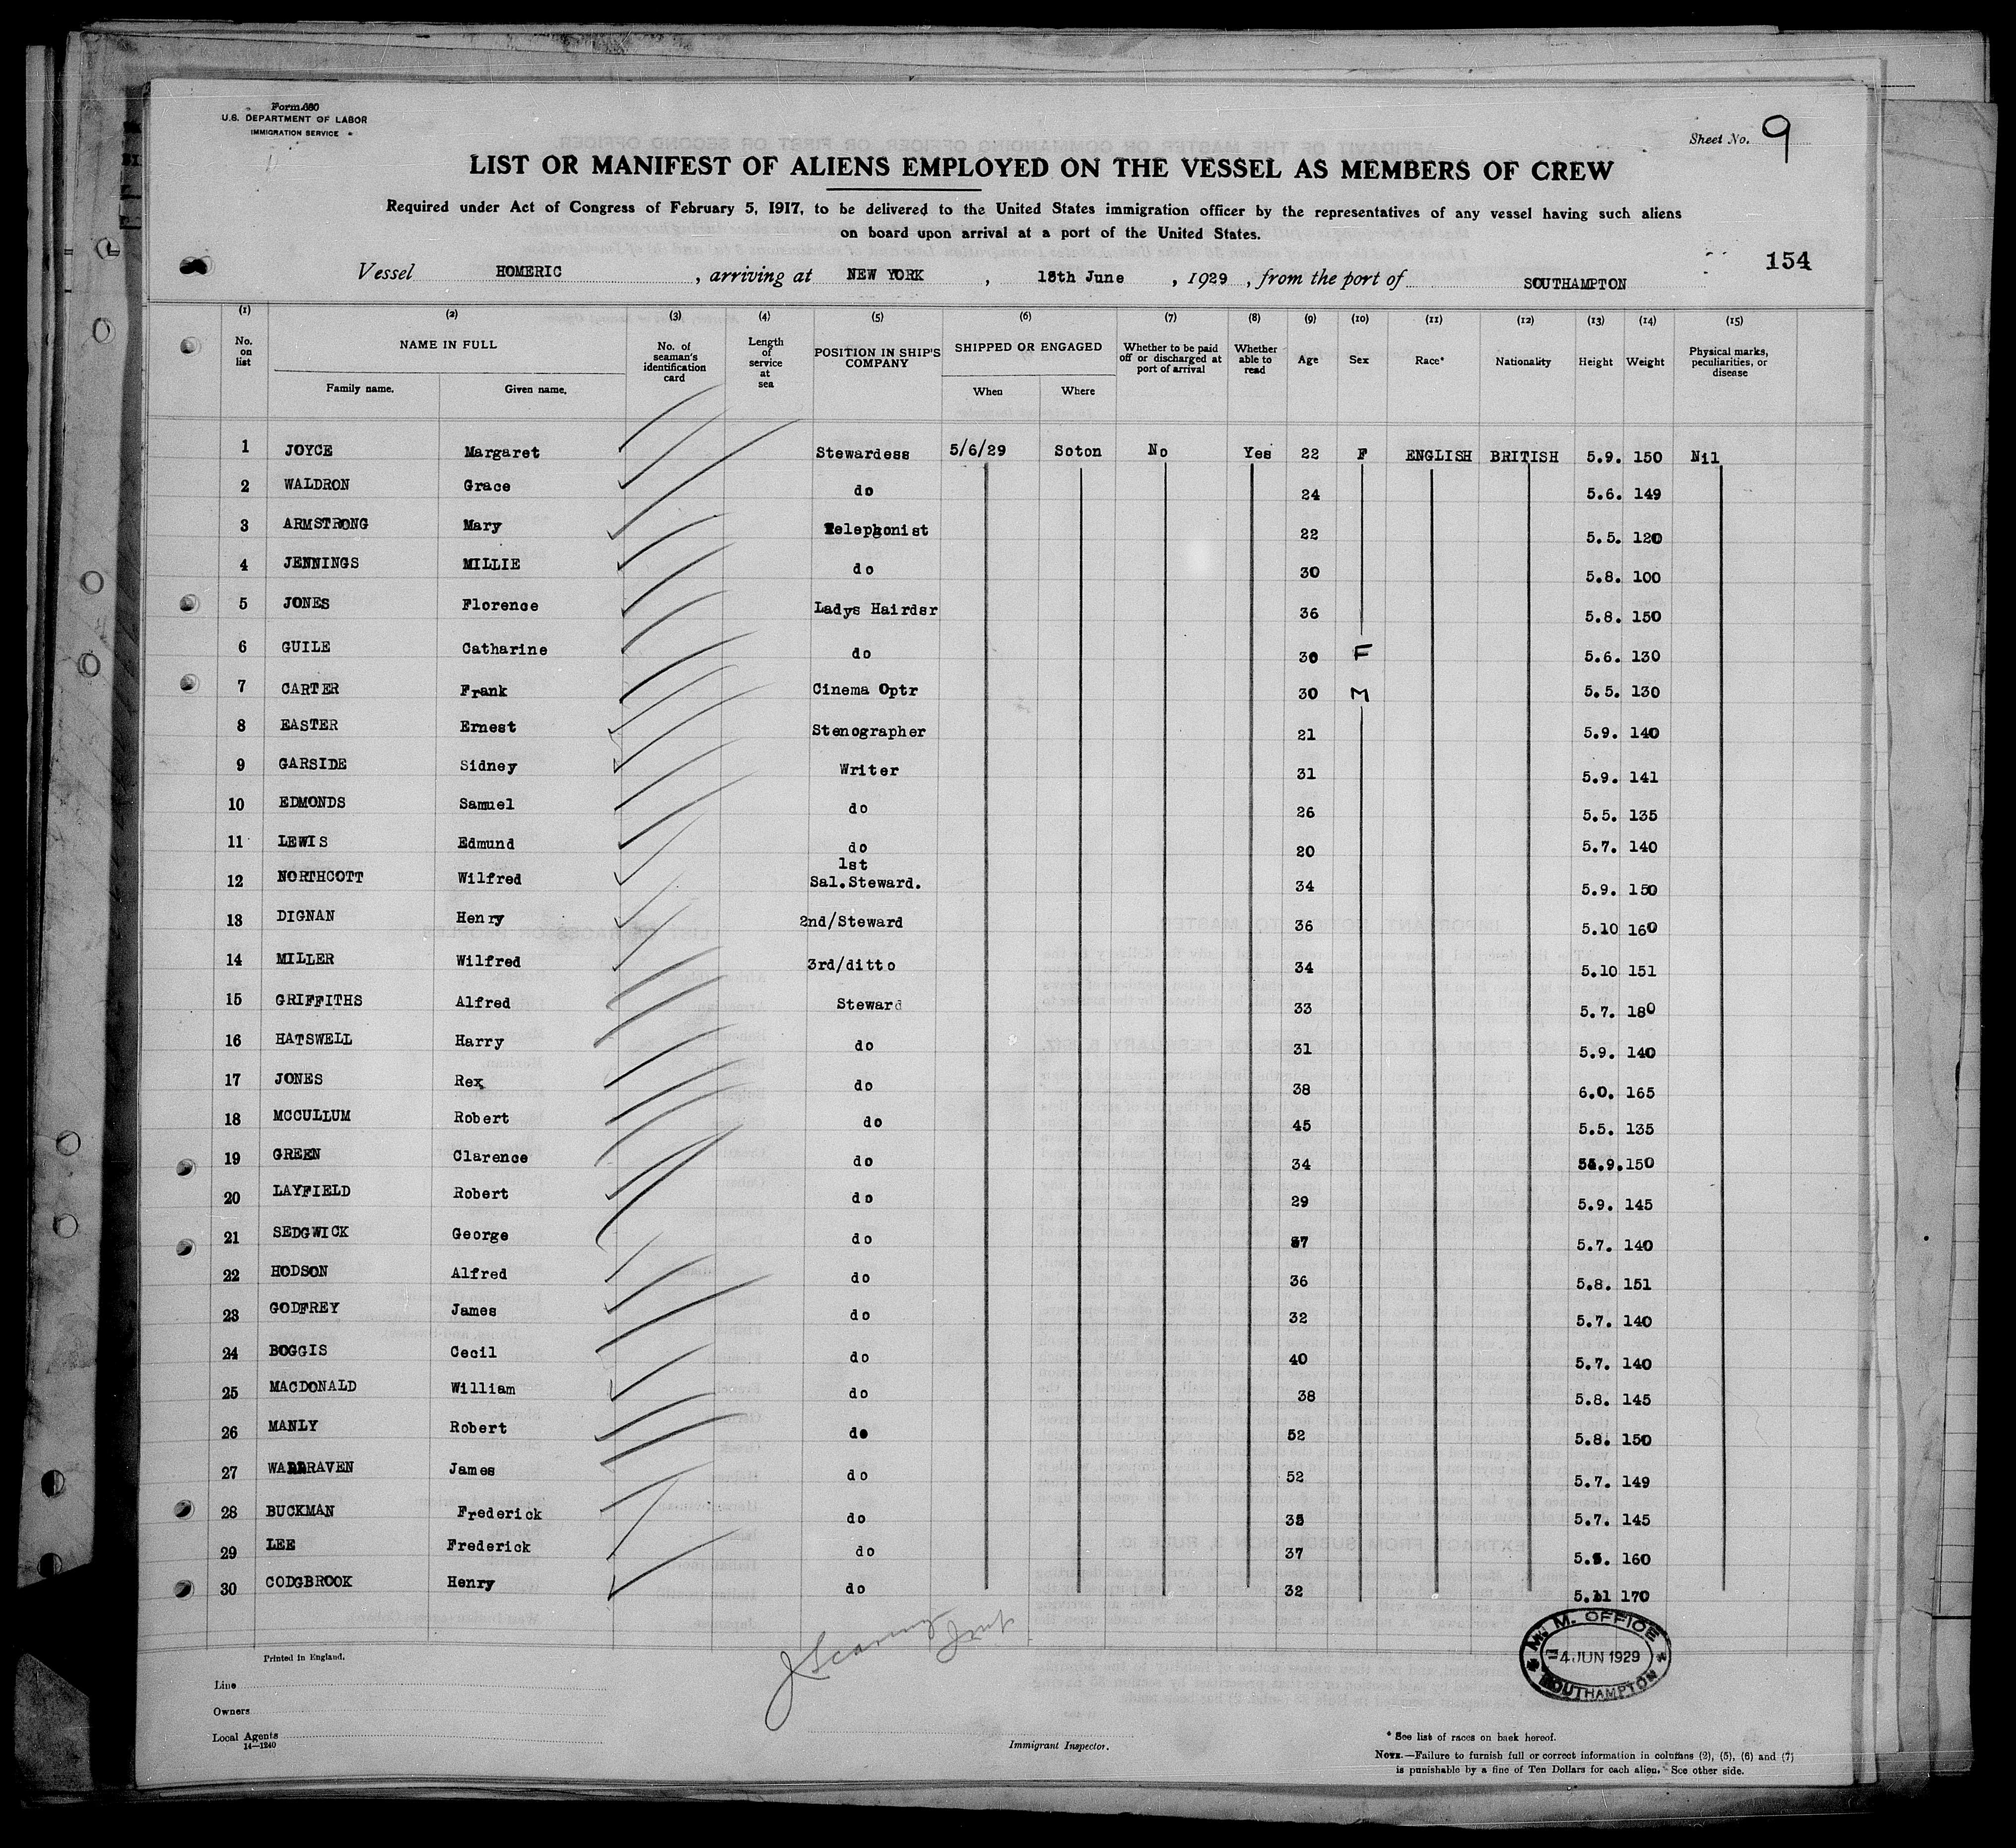 Form 680
U.S. DEPARTMENT OF LABOR
IMMIGRATION SERVICE
Sheet No. 9
LIST OR MANIFEST OF ALIENS EMPLOYED ON THE VESSEL AS MEMBERS OF CREW
Required under Act of Congress of February 5, 1917, to be delivered to the United States immigration officer by the representatives of any vessel having such aliens
on board upon arrival at a port of the United States.
154
Vessel HOMERIC, arriving at NEW YORK, June, 1929, from the port of SOUTHAMPTON
(1) (2) (3) (4) (5) (6) (7) (8) (9) (10) (11) (12) (13) (14) (15)
No. on list NAME IN FULL Family name. Given name. No. of seaman's identification card Length of service at sea POSITION IN SHIP'S COMPANY SHIPPED OR ENGAGED When Where Whether to be paid off or discharged at port of arrival Whether able to read Age Sex Race* Nationality Height Weight Physical marks, peculiarities, or disease
1 JOYCE Margaret Stewardess 5/6/29 Soton No Yes 22 F ENGLISH BRITISH 5.9. 150 Nil
2 WALDRON Grace do 24 5.6. 149
3 ARMSTRONG Mary Telephonist 22 5.5. 120
4 JENNINGS MILLIE do 30 5.8. 100
5 JONES Florence Ladys Hairdsr 36 5.8. 150
6 GUILE Catharine do 30 F 5.6. 130
7 CARTER Frank Cinema Optr 30 M 5.5. 130
8 EASTER Ernest Stenographer 21 5.9. 140
9 GARSIDE Sidney Writer 31 5.9. 141
10 EDMONDS Samuel do 26 5.5. 135
11 LEWIS Edmund do 20 5.7. 140
12 NORTHCOTT Wilfred 1st Sal.Steward. 34 5.9. 150
13 DIGNAN Henry 2nd/Steward 36 5.10 160
14 MILLER Wilfred 3rd/ditto 34 5.10 151
15 GRIFFITHS Alfred Steward 33 5.7. 180
16 HATSWELL Harry do 31 5.9. 140
17 JONES Rex do 38 6.0. 165
18 MCCULLUM Robert do 45 5.5. 135
19 GREEN Clarence do 34 150
20 LAYFIELD Robert do 29 5.9. 145
21 SEDGWICK George do 5.7. 140
22 HODSON Alfred do 36 5.8. 151
23 GODFREY James do 32 5.7. 140
24 BOGGIS Cecil do 40 5.7. 140
25 MACDONALD William do 38 5.8. 145
26 MANLY Robert do 52 5.8. 150
27 James do 52 5.7. 149
28 BUCKMAN Frederick do 5.7. 145
29 LEE Frederick do 37 160
30 CODGBROOK Henry do 32 5.11 170
M. M. OFFICE
4 JUN 1929
SOUTHAMPTON
Printed in England.
Line
Owners
Local Agents
14—1240
Immigrant Inspector.
* See list of races on back hereof.
NOTE.—Failure to furnish full or correct information in columns (2), (5), (6) and (7)
is punishable by a fine of Ten Dollars for each alien. See other side.